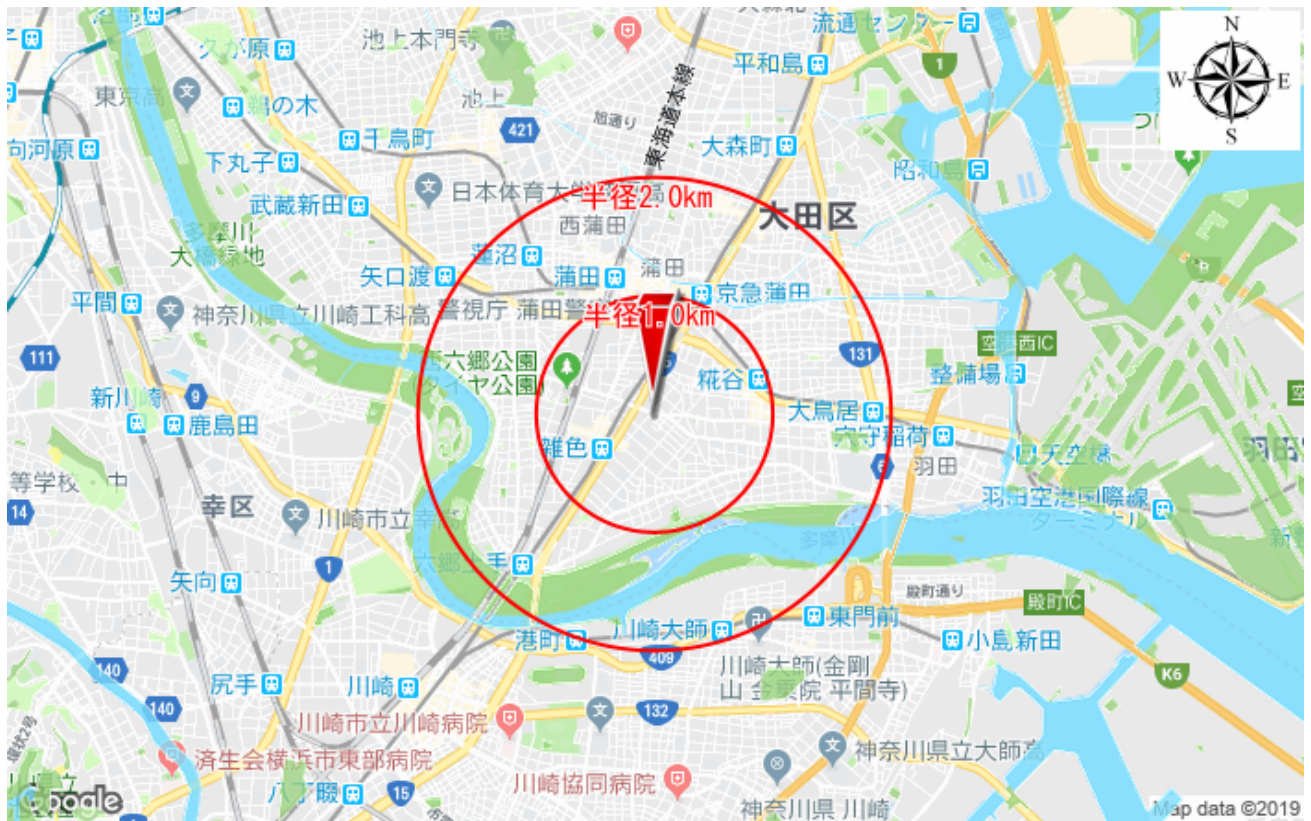 流通センター
久が原
池上本門寺
平和島
1
N
W
E
S
東京高
鵜の木
池上
旭通り
東海道本線
421
千鳥町
大森町
向河原
下丸子
昭和島
日本体育大学
武蔵新田
半径2.0km
大田区
西蒲田
多摩川
大橋緑地
蓮沼
蒲田
矢口渡
蒲田
京急蒲田
平間
神奈川県立川崎工科高
警視庁 蒲田警
半径1.0km
111
西六郷公園
(タイヤ公園)
131
空港西IC
糀谷
整備場
新川崎
9
鹿島田
大鳥居
穴守稲荷
雑色
羽田
6
天空橋
等学校・中
14
幸区
川崎市立幸高
羽田空港国際線
ターミナル
六郷土手
1
矢向
殿町通り
殿町IC
港町
川崎大師
東門前
小島新田
409
川崎大師(金剛
山 金乗院 平間寺)
140
尻手
川崎
K6
140
132
川崎市立川崎病院
環状2号
済生会横浜市東部病院
神奈川県立大師高
川崎協同病院
八丁畷
15
神奈川県 川崎
Google
Map data ©2019